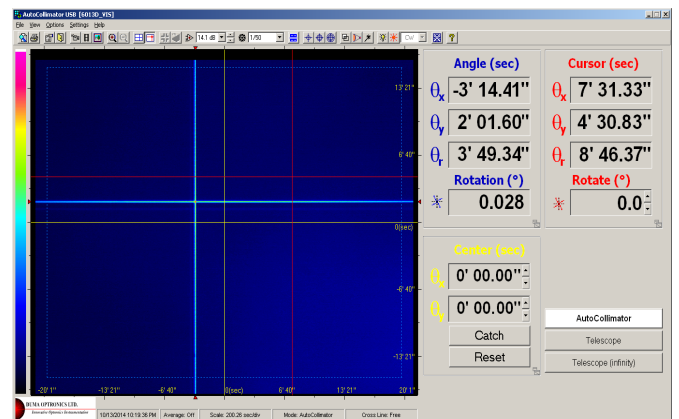 AutoCollimator USB [6013D_VIS]
File View Options Settings Help
14.1 dB 1/50 CW
13' 21"
6' 40"
0(sec)
-6' 40"
-13' 21"
-20' 1" -13' 21" -6' 40" 0(sec) 6' 40" 13' 21" 20' 1"
Angle (sec)
θx -3' 14.41"
θy 2' 01.60"
θr 3' 49.34"
Rotation (°)
0.028
Cursor (sec)
θx 7' 31.33"
θy 4' 30.83"
θr 8' 46.37"
Rotate (°)
0.0
Center (sec)
θx 0' 00.00"
θy 0' 00.00"
Catch
Reset
AutoCollimator
Telescope
Telescope (infinity)
DUMA OPTRONICS LTD.
Innovative Optronics Instrumentation
10/13/2014 10:19:36 PM Average: Off Scale: 200.26 sec/div Mode: AutoCollimator Cross Line: Free